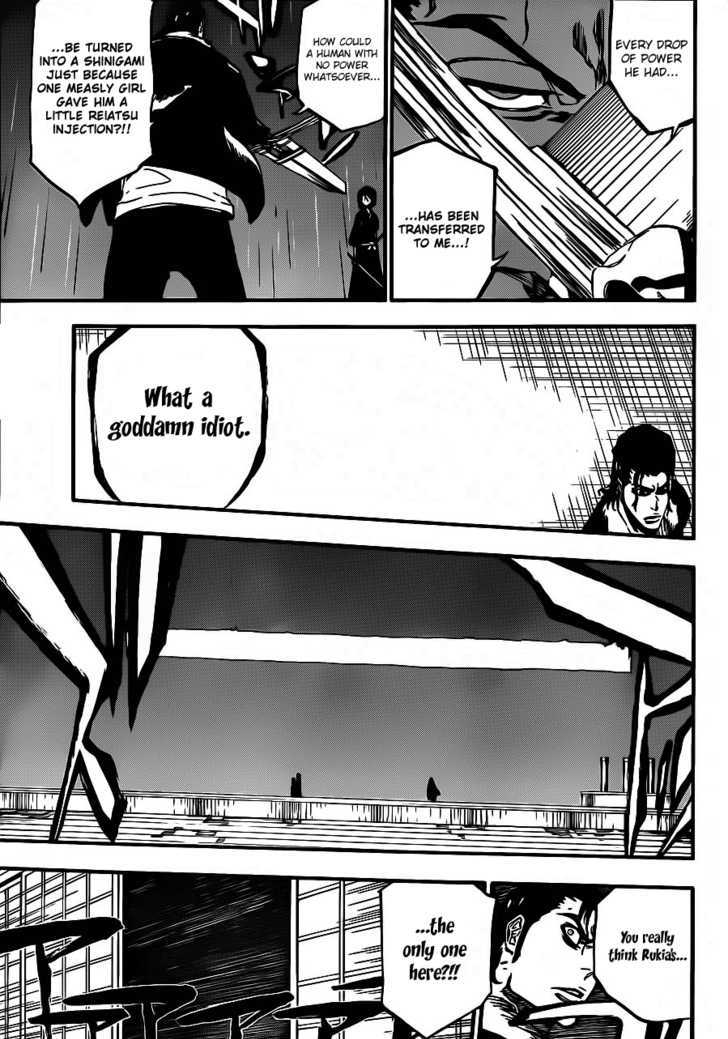 EVERY DROP
OF POWER
HE HAD...
...HAS BEEN
TRANSFERRED
TO ME...!
HOW COULD
A HUMAN WITH
NO POWER
WHATSOEVER...
...BE TURNED
INTO A SHINIGAMI
JUST BECAUSE
ONE MEASLY GIRL
GAVE HIM A
LITTLE REIATSU
INJECTION?!!
What a
goddamn idiot.
You really
think Rukia's...
...the
only one
here?!!